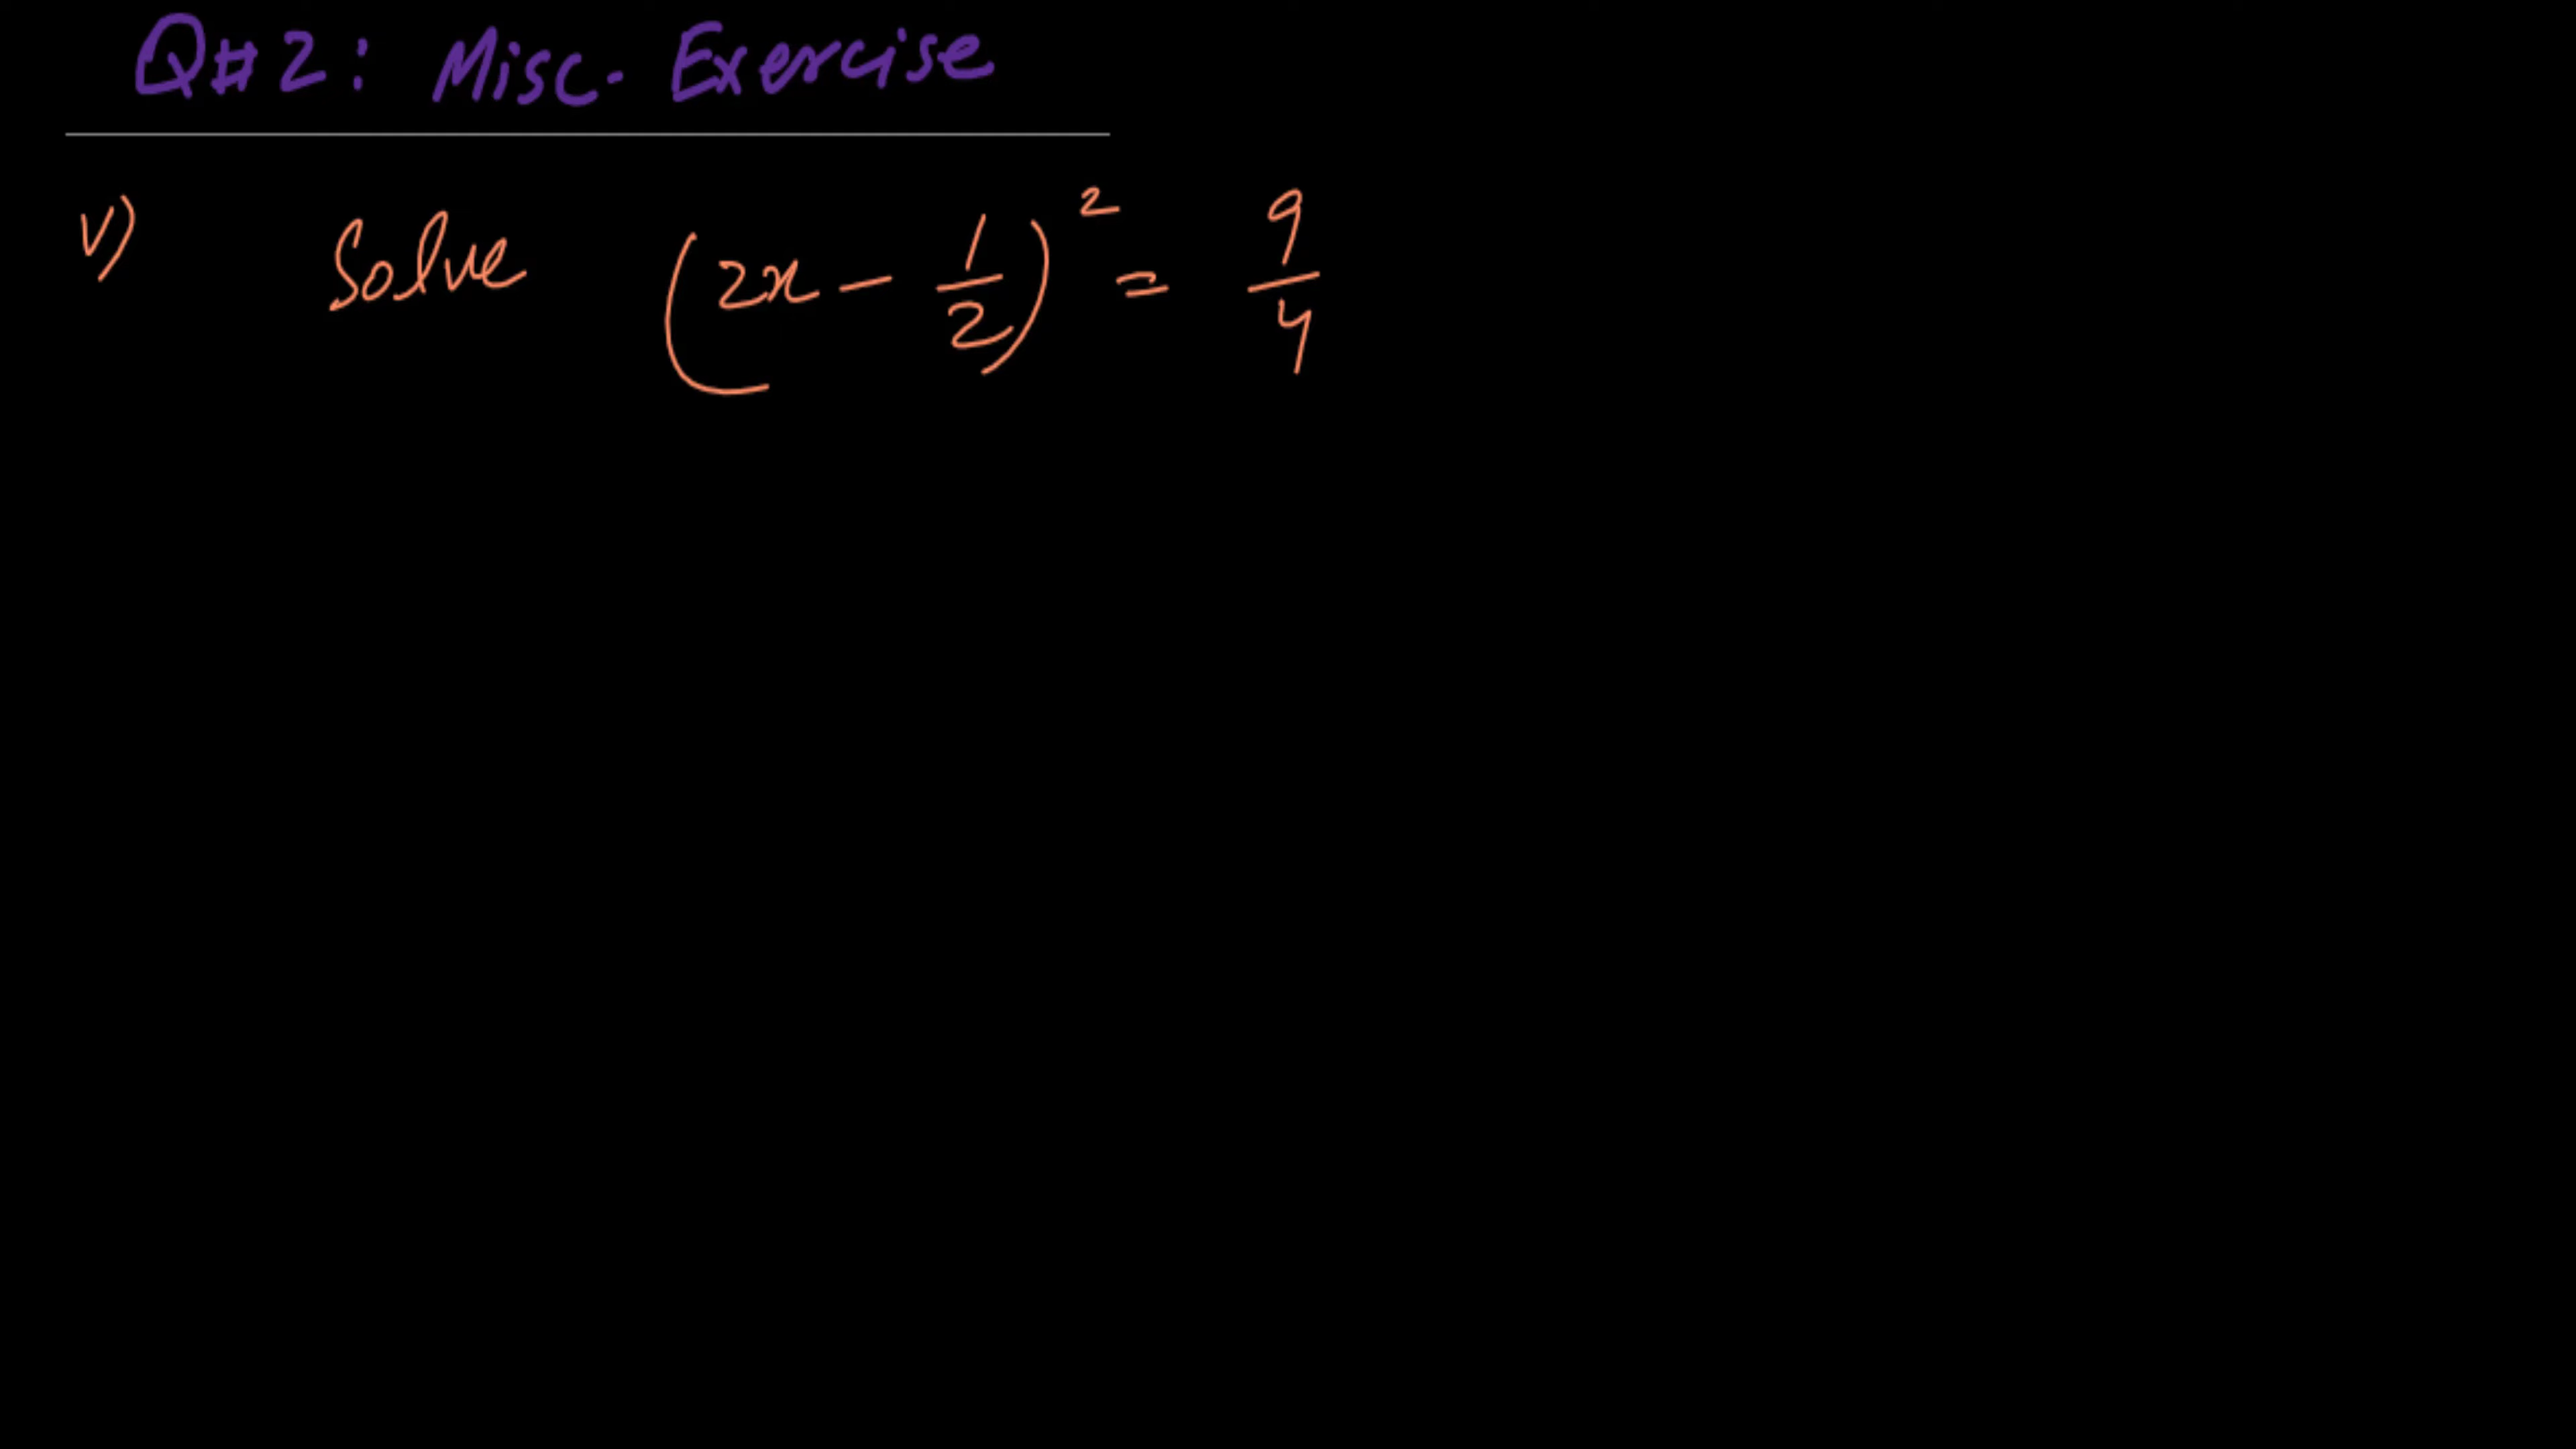 Q#2: Misc. Exercise
v) Solve (2x - 1/2)² = 9/4